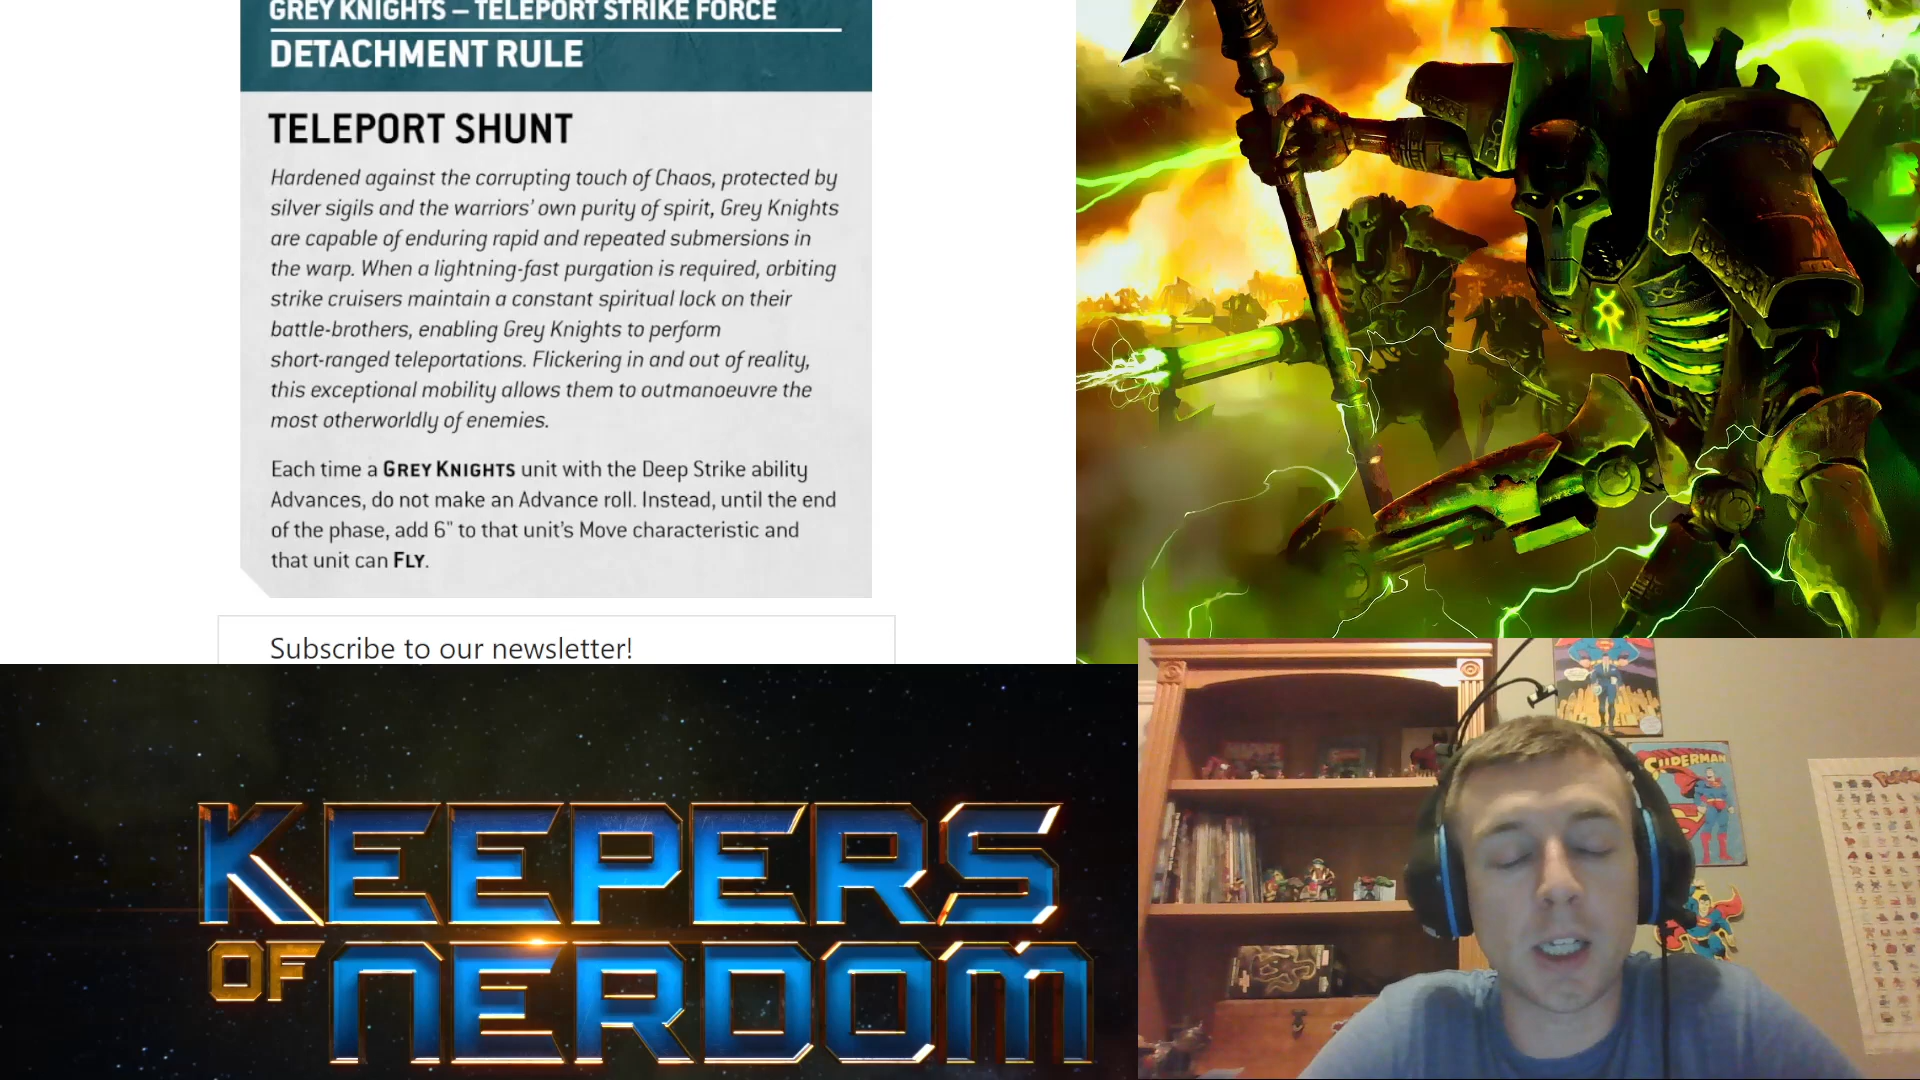 GREY KNIGHTS – TELEPORT STRIKE FORCE
DETACHMENT RULE
TELEPORT SHUNT
Hardened against the corrupting touch of Chaos, protected by
silver sigils and the warriors' own purity of spirit, Grey Knights
are capable of enduring rapid and repeated submersions in
the warp. When a lightning-fast purgation is required, orbiting
strike cruisers maintain a constant spiritual lock on their
battle-brothers, enabling Grey Knights to perform
short-ranged teleportations. Flickering in and out of reality,
this exceptional mobility allows them to outmanoeuvre the
most otherworldly of enemies.
Each time a GREY KNIGHTS unit with the Deep Strike ability
Advances, do not make an Advance roll. Instead, until the end
of the phase, add 6" to that unit's Move characteristic and
that unit can FLY.
Subscribe to our newsletter!
KEEPERS
OF NERDOM
SUPERMAN